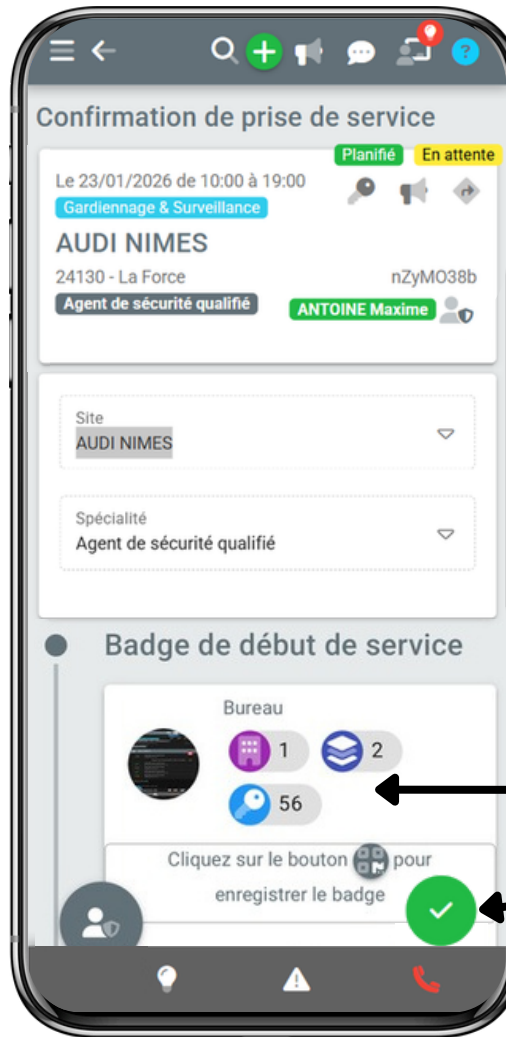 ?
Confirmation de prise de service
Planifié En attente
Le 23/01/2026 de 10:00 à 19:00
Gardiennage & Surveillance
AUDI NIMES
24130 - La Force nZyMO38b
Agent de sécurité qualifié ANTOINE Maxime
Site
AUDI NIMES
Spécialité
Agent de sécurité qualifié
Badge de début de service
Bureau
1 2
56
Cliquez sur le bouton pour
enregistrer le badge